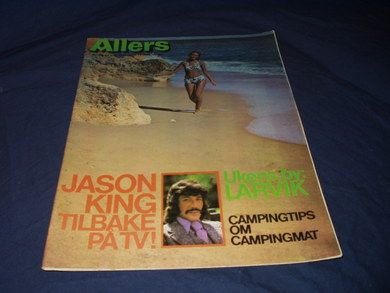 Allers
JASON
KING
TILBAKE
PÅ TV!
Ukens by:
LARVIK
CAMPINGTIPS
OM
CAMPINGMAT